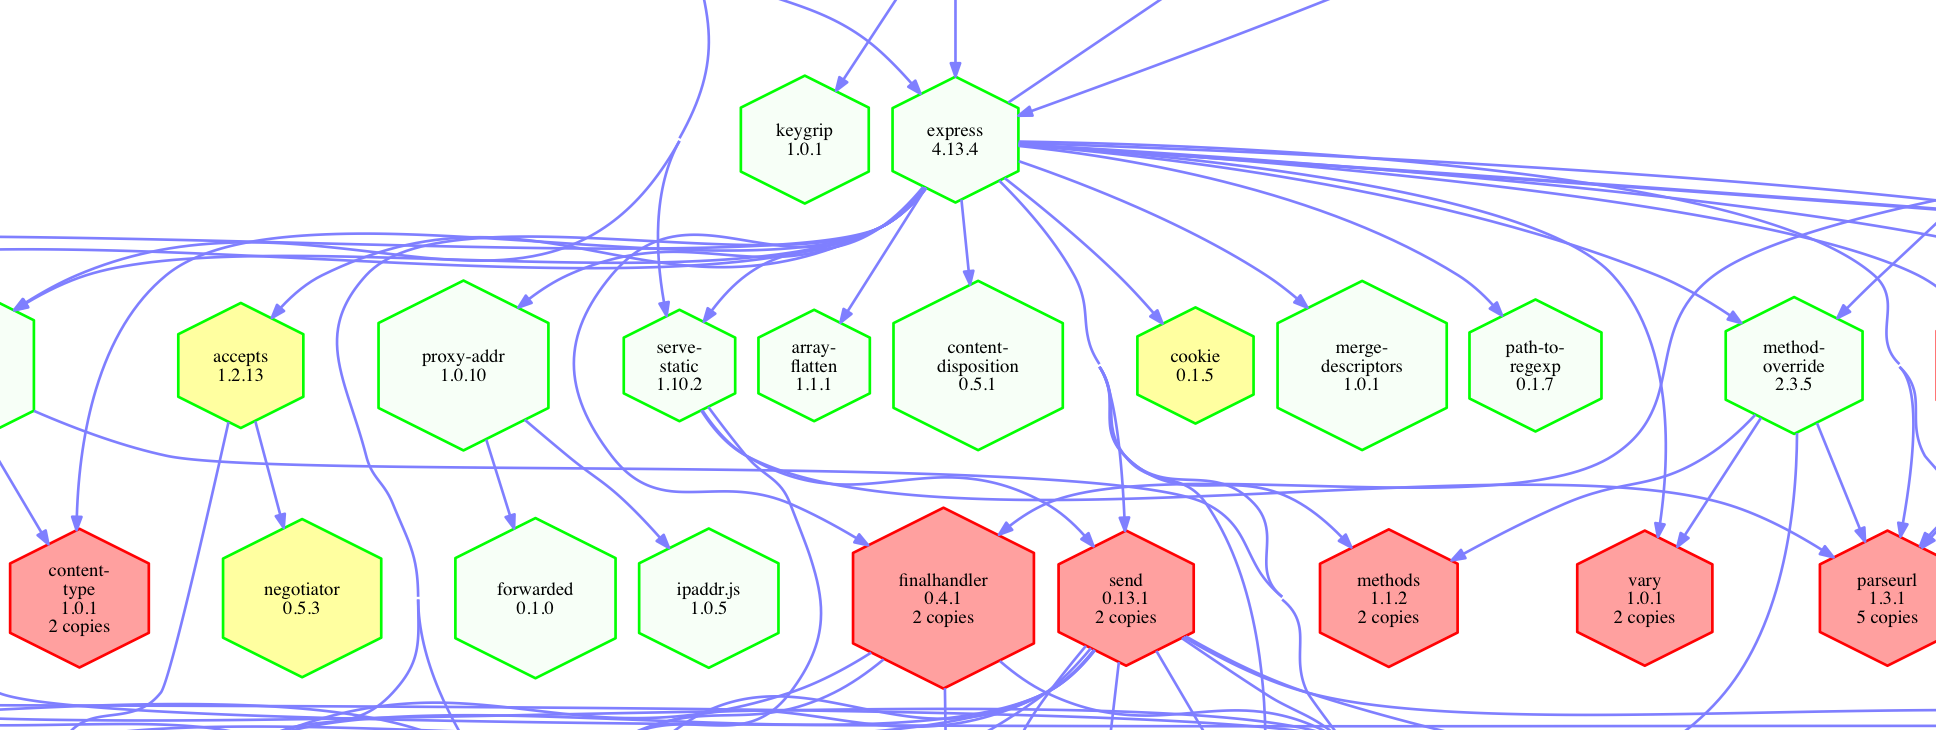 keygrip
1.0.1
express
4.13.4
accepts
1.2.13
proxy-addr
1.0.10
serve-
static
1.10.2
array-
flatten
1.1.1
content-
disposition
0.5.1
cookie
0.1.5
merge-
descriptors
1.0.1
path-to-
regexp
0.1.7
method-
override
2.3.5
content-
type
1.0.1
2 copies
negotiator
0.5.3
forwarded
0.1.0
ipaddr.js
1.0.5
finalhandler
0.4.1
2 copies
send
0.13.1
2 copies
methods
1.1.2
2 copies
vary
1.0.1
2 copies
parseurl
1.3.1
5 copies